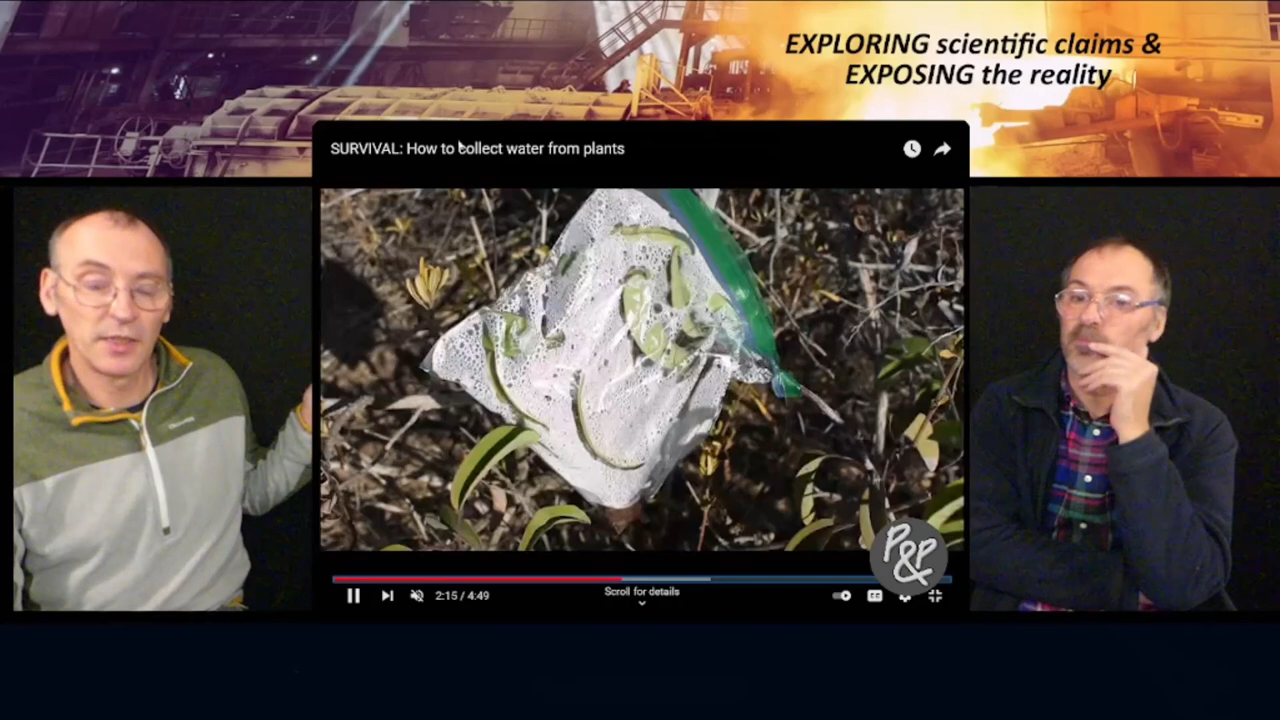 EXPLORING scientific claims &
EXPOSING the reality
SURVIVAL: How to collect water from plants
P&P
2:15 / 4:49
Scroll for details
CC